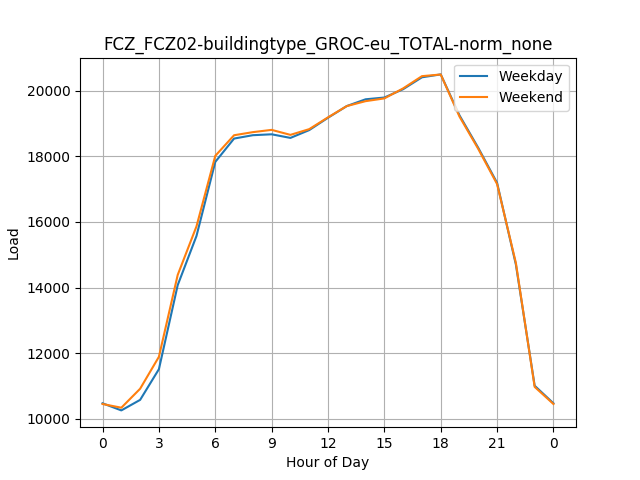 FCZ_FCZ02-buildingtype_GROC-eu_TOTAL-norm_none
Weekday
Weekend
Load
20000
18000
16000
14000
12000
10000
0 3 6 9 12 15 18 21 0
Hour of Day